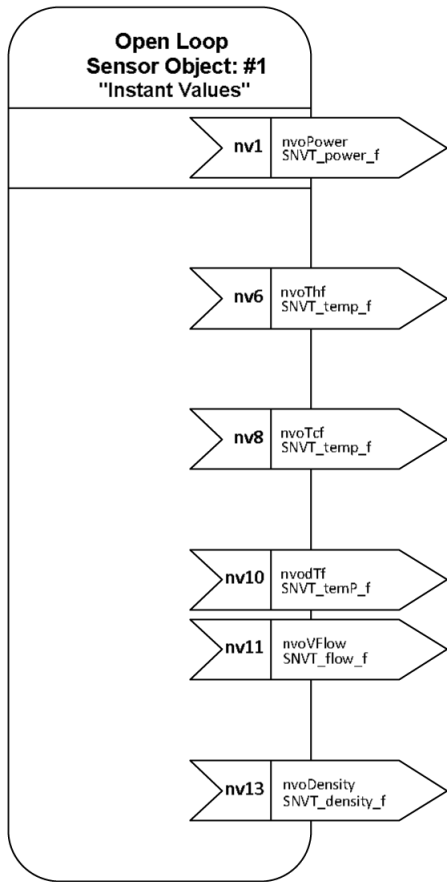 Open Loop
Sensor Object: #1
"Instant Values"
nv1
nvoPower
SNVT_power_f
nv6
nvoThf
SNVT_temp_f
nv8
nvoTcf
SNVT_temp_f
nv10
nvodTf
SNVT_temP_f
nv11
nvoVFlow
SNVT_flow_f
nv13
nvoDensity
SNVT_density_f